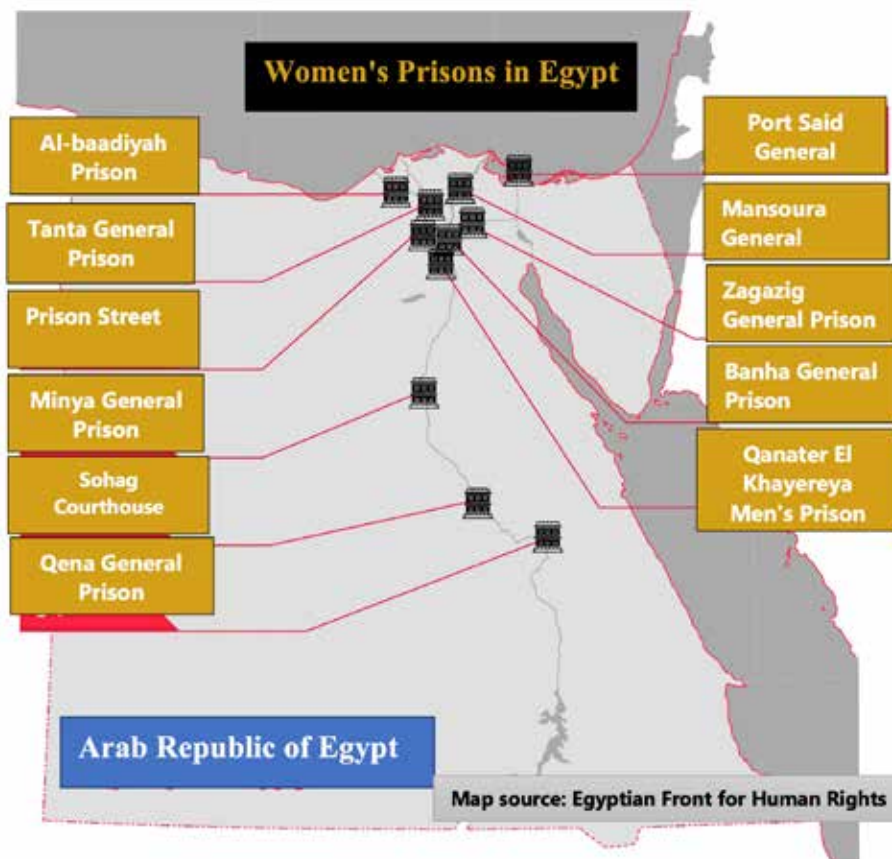 Women's Prisons in Egypt
Al-baadiyah
Prison
Tanta General
Prison
Prison Street
Minya General
Prison
Sohag
Courthouse
Qena General
Prison
Port Said
General
Mansoura
General
Zagazig
General Prison
Banha General
Prison
Qanater El
Khayereya
Men's Prison
Arab Republic of Egypt
Map source: Egyptian Front for Human Rights